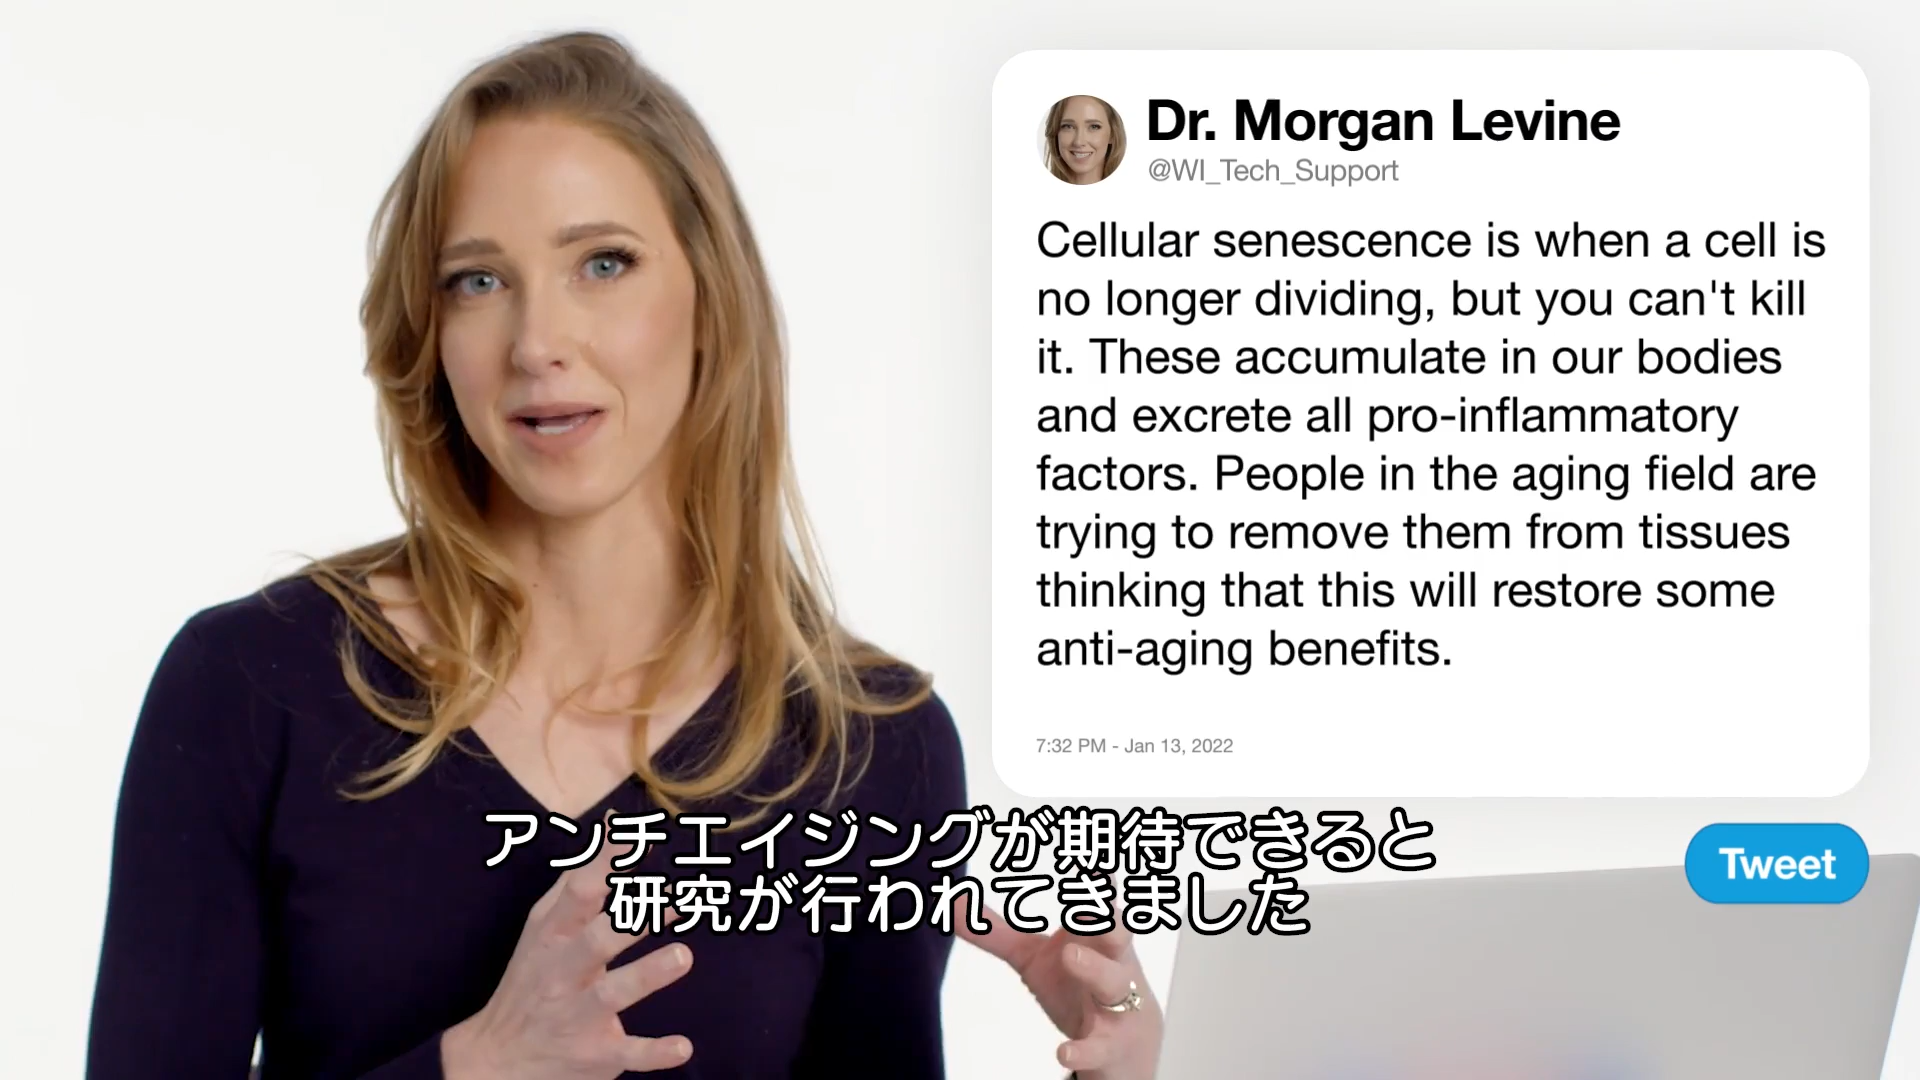 Dr. Morgan Levine
@WI_Tech_Support
Cellular senescence is when a cell is
no longer dividing, but you can't kill
it. These accumulate in our bodies
and excrete all pro-inflammatory
factors. People in the aging field are
trying to remove them from tissues
thinking that this will restore some
anti-aging benefits.
7:32 PM - Jan 13, 2022
アンチエイジングが期待できると
研究が行われてきました
Tweet